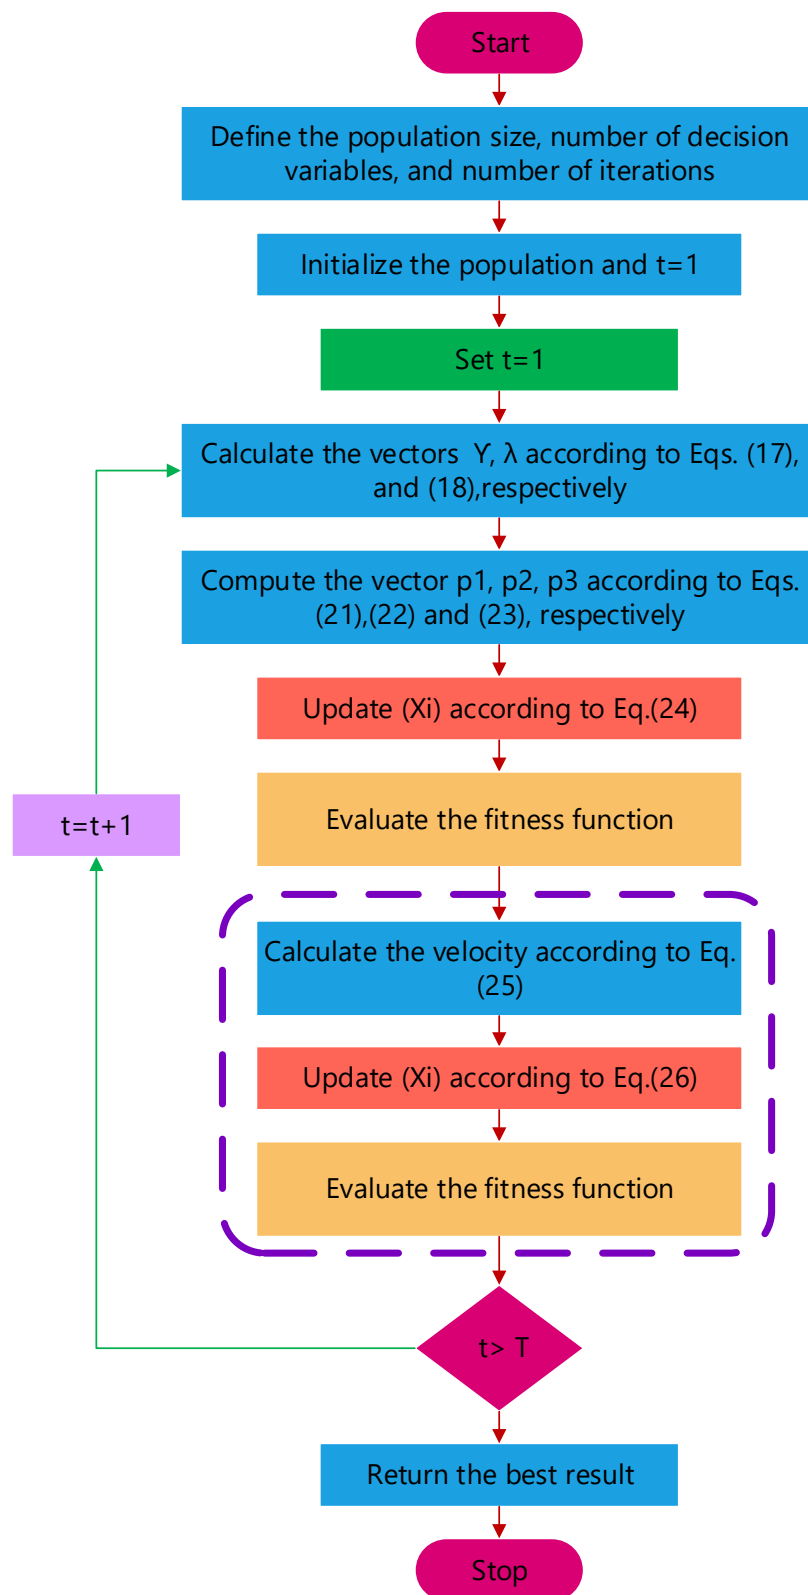 Start
Define the population size, number of decision
variables, and number of iterations
Initialize the population and t=1
Set t=1
Calculate the vectors ϒ, λ according to Eqs. (17),
and (18),respectively
Compute the vector p1, p2, p3 according to Eqs.
(21),(22) and (23), respectively
Update (Xi) according to Eq.(24)
Evaluate the fitness function
t=t+1
Calculate the velocity according to Eq.
(25)
Update (Xi) according to Eq.(26)
Evaluate the fitness function
t> T
Return the best result
Stop